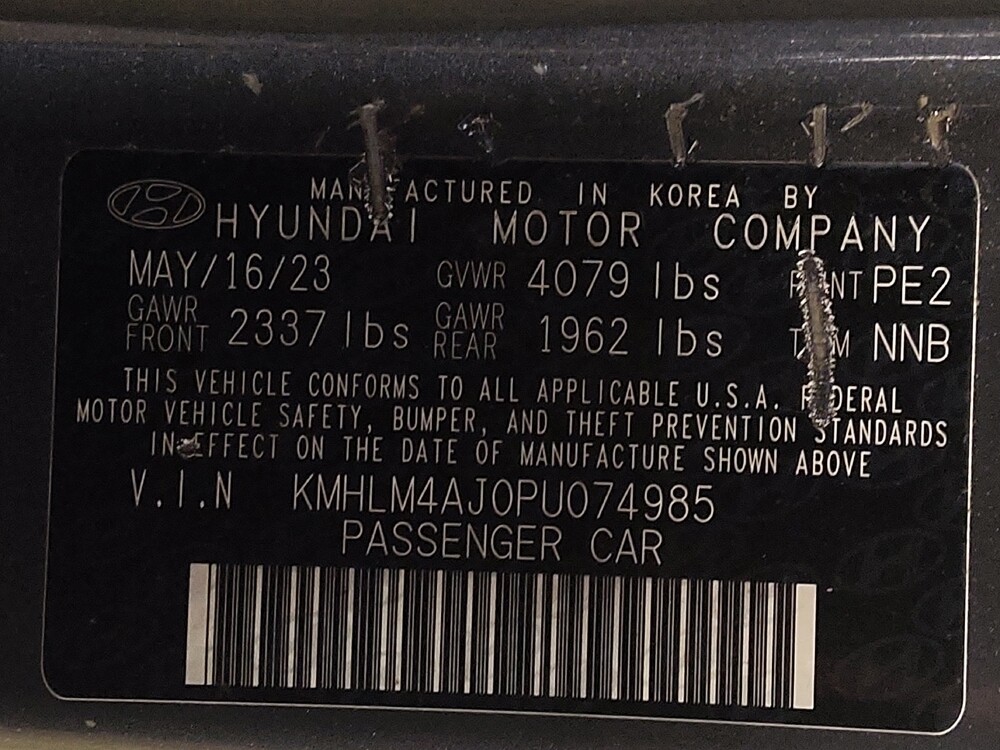 MANUFACTURED IN KOREA BY
HYUNDAI MOTOR COMPANY
MAY/16/23 GVWR 4079 lbs PAINT PE2
GAWR FRONT 2337 lbs GAWR REAR 1962 lbs TRIM NNB
THIS VEHICLE CONFORMS TO ALL APPLICABLE U.S.A. FEDERAL
MOTOR VEHICLE SAFETY, BUMPER, AND THEFT PREVENTION STANDARDS
IN EFFECT ON THE DATE OF MANUFACTURE SHOWN ABOVE
V.I.N KMHLM4AJ0PU074985
PASSENGER CAR